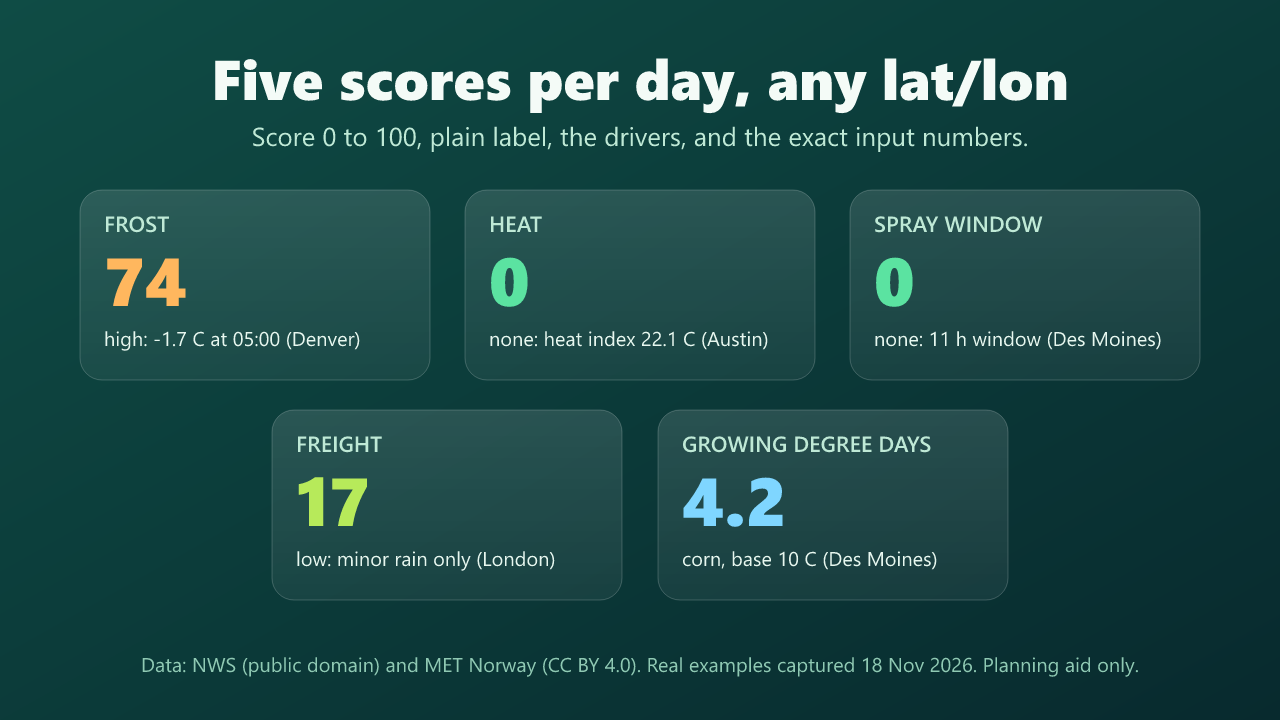 Five scores per day, any lat/lon
Score 0 to 100, plain label, the drivers, and the exact input numbers.
FROST
74
high: -1.7 C at 05:00 (Denver)
HEAT
0
none: heat index 22.1 C (Austin)
SPRAY WINDOW
0
none: 11 h window (Des Moines)
FREIGHT
17
low: minor rain only (London)
GROWING DEGREE DAYS
4.2
corn, base 10 C (Des Moines)
Data: NWS (public domain) and MET Norway (CC BY 4.0). Real examples captured 18 Nov 2026. Planning aid only.